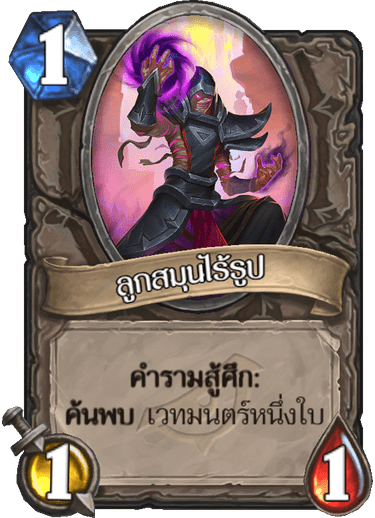 1
ลูกสมุนไร้รูป
คำรามสู้ศึก:
ค้นพบ เวทมนตร์หนึ่งใบ
1
1